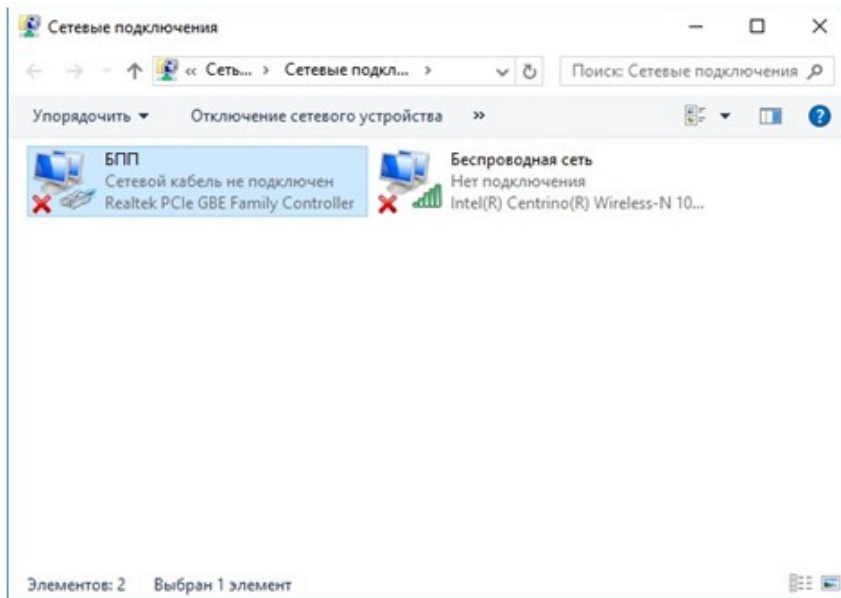 Сетевые подключения
« Сеть... › Сетевые подкл... ›
Поиск: Сетевые подключения
Упорядочить
Отключение сетевого устройства
»
БПП
Сетевой кабель не подключен
Realtek PCIe GBE Family Controller
Беспроводная сеть
Нет подключения
Intel(R) Centrino(R) Wireless-N 10...
Элементов: 2
Выбран 1 элемент